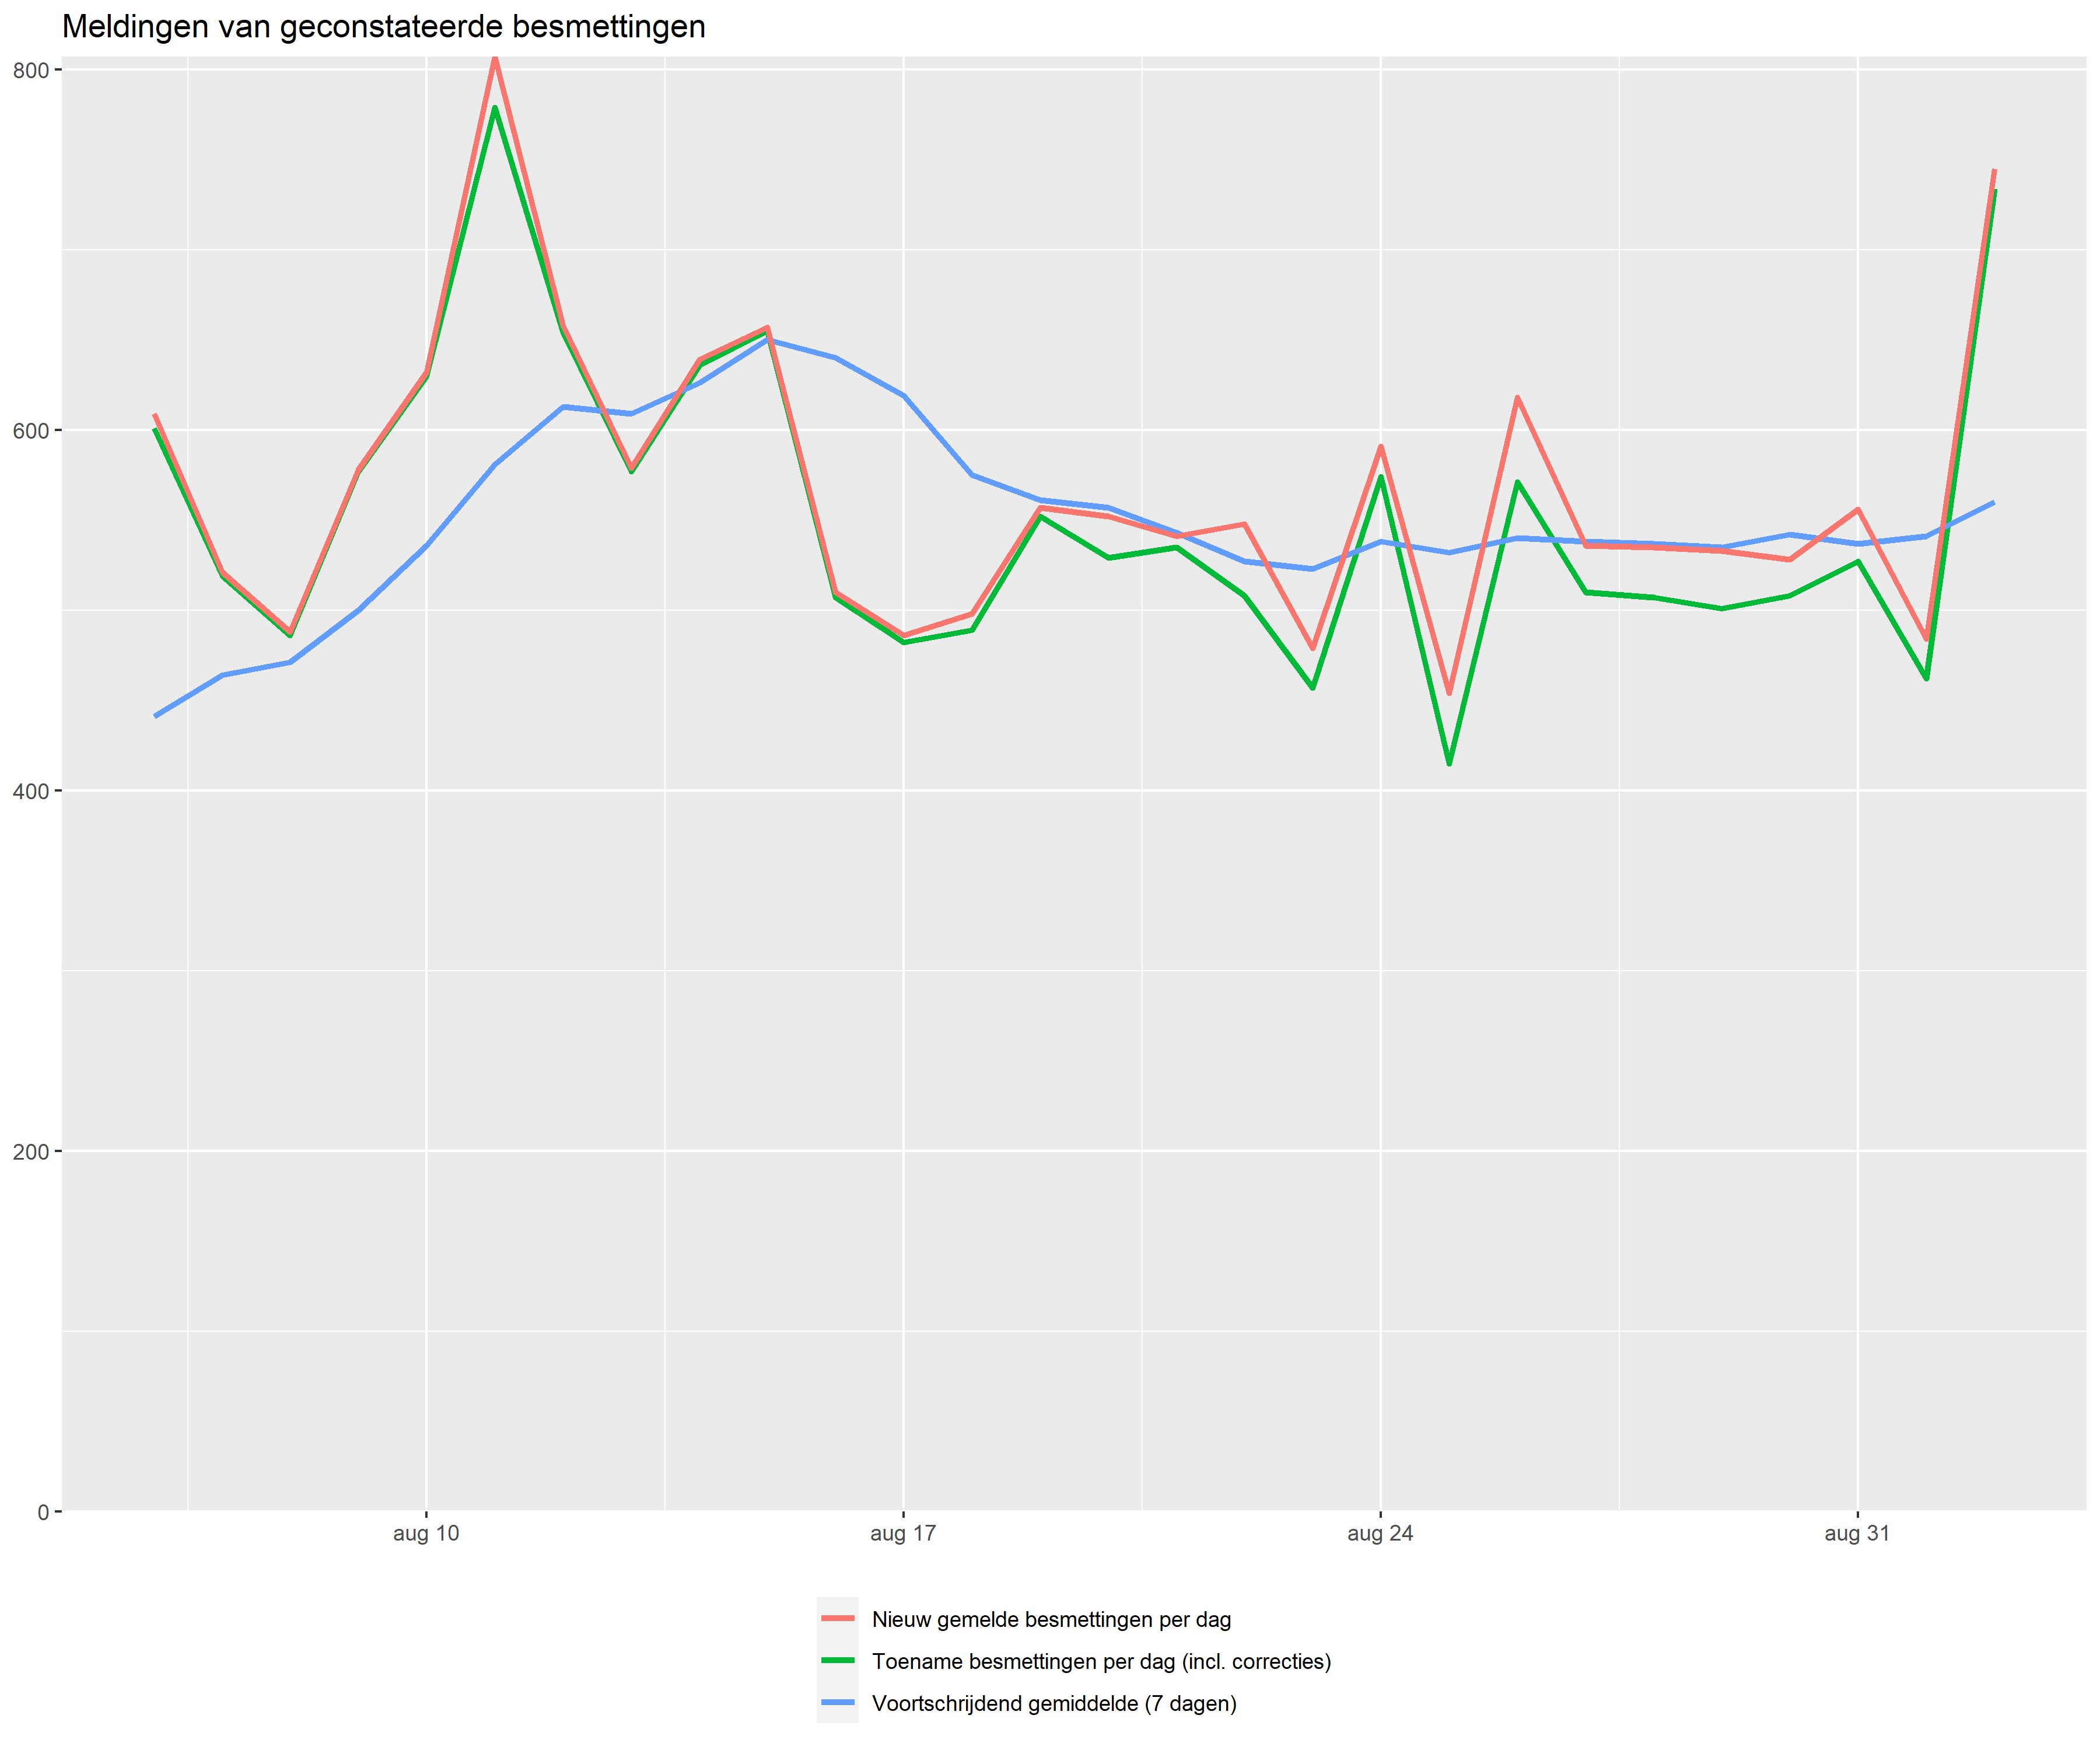 Meldingen van geconstateerde besmettingen
800
600
400
200
0
aug 10 aug 17 aug 24 aug 31
Nieuw gemelde besmettingen per dag
Toename besmettingen per dag (incl. correcties)
Voortschrijdend gemiddelde (7 dagen)